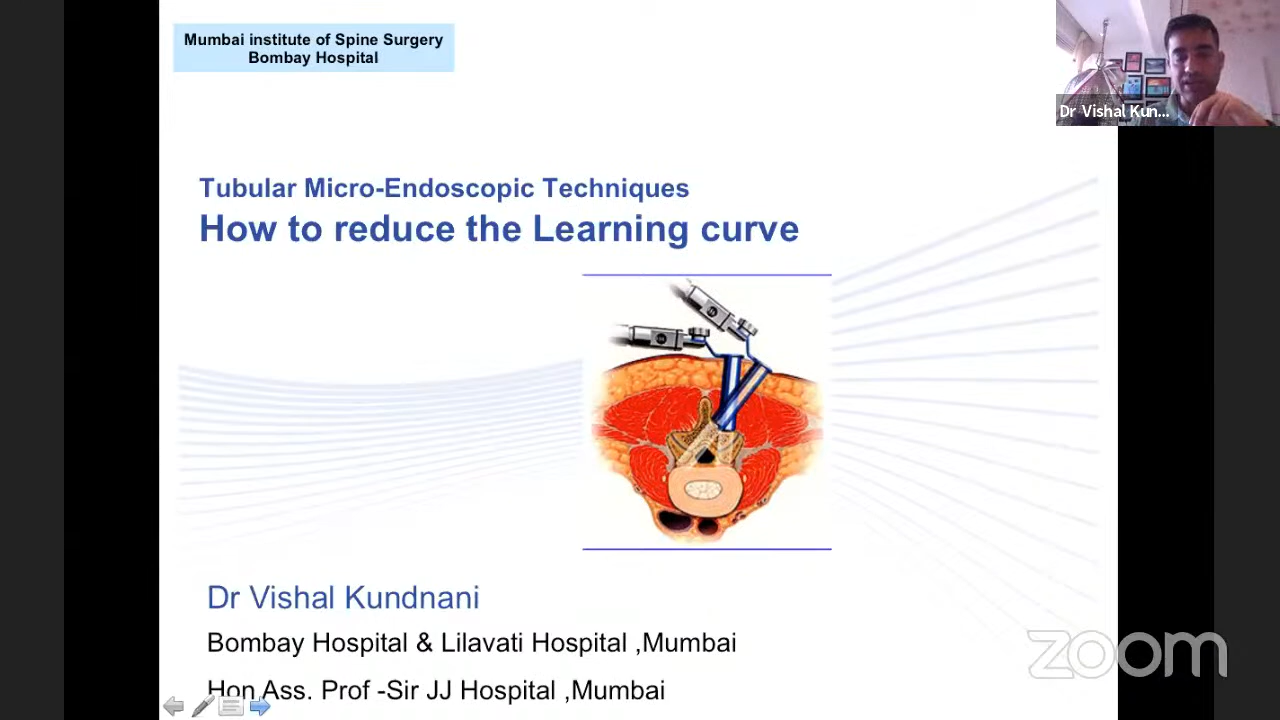 Mumbai institute of Spine Surgery
Bombay Hospital
Dr Vishal Kun...
Tubular Micro-Endoscopic Techniques
How to reduce the Learning curve
Dr Vishal Kundnani
Bombay Hospital & Lilavati Hospital ,Mumbai
Hon Ass. Prof -Sir JJ Hospital ,Mumbai
zoom